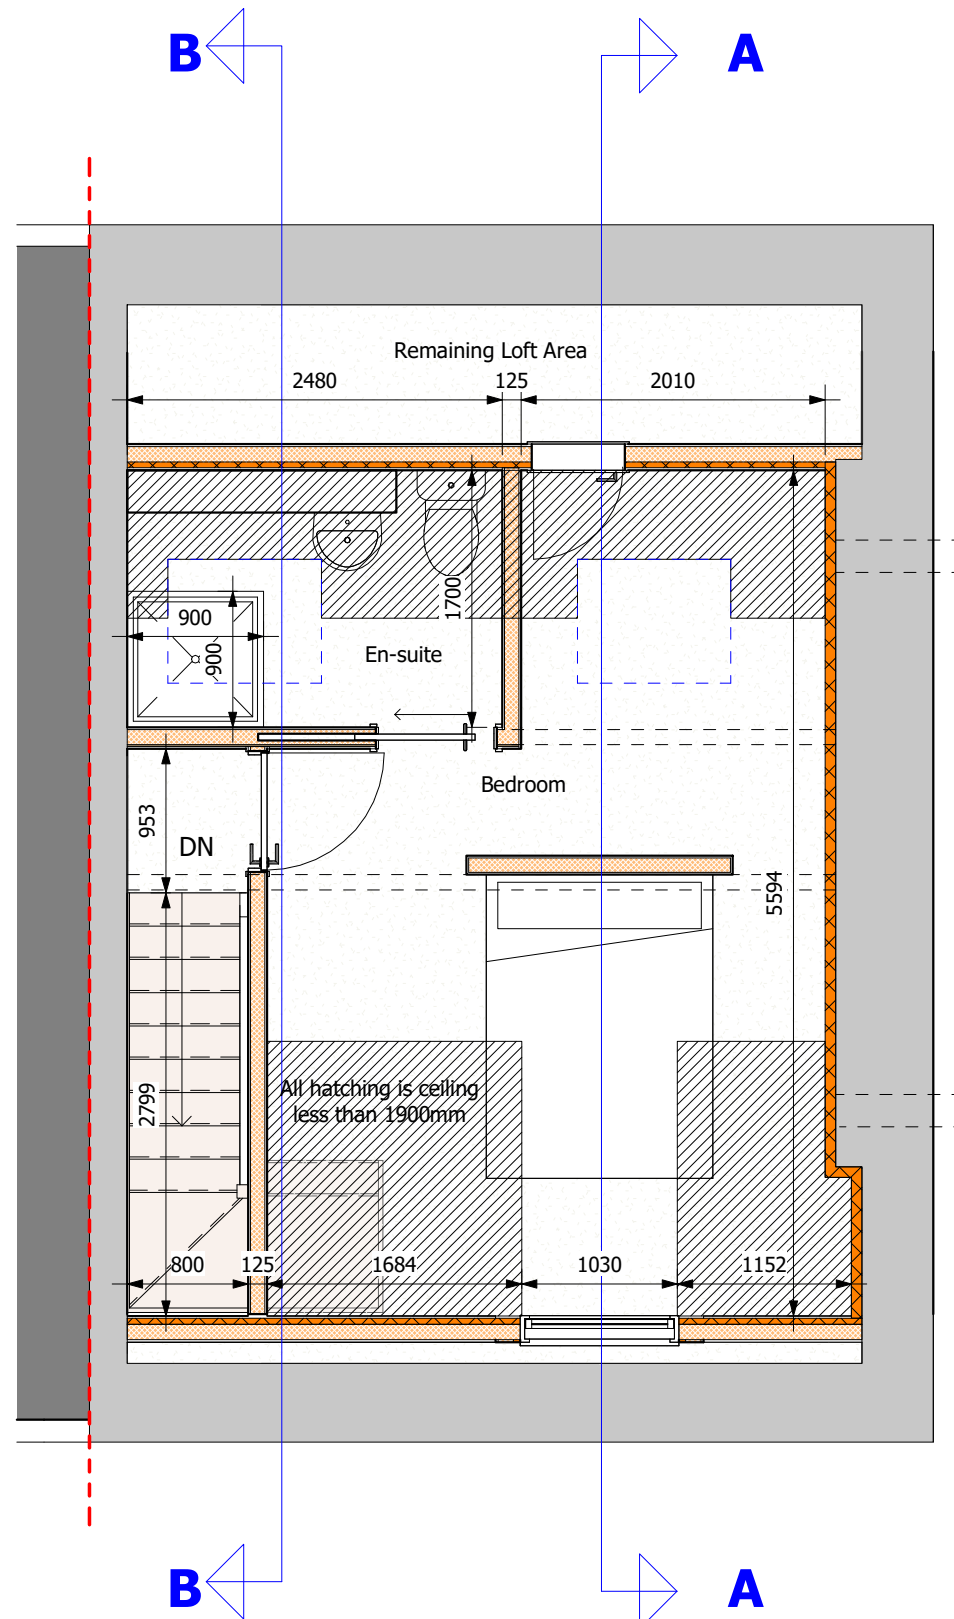 B
A
Remaining Loft Area
2480
125
2010
1700
900
900
En-suite
Bedroom
953
DN
5594
2799
All hatching is ceiling
less than 1900mm
800
125
1684
1030
1152
B
A